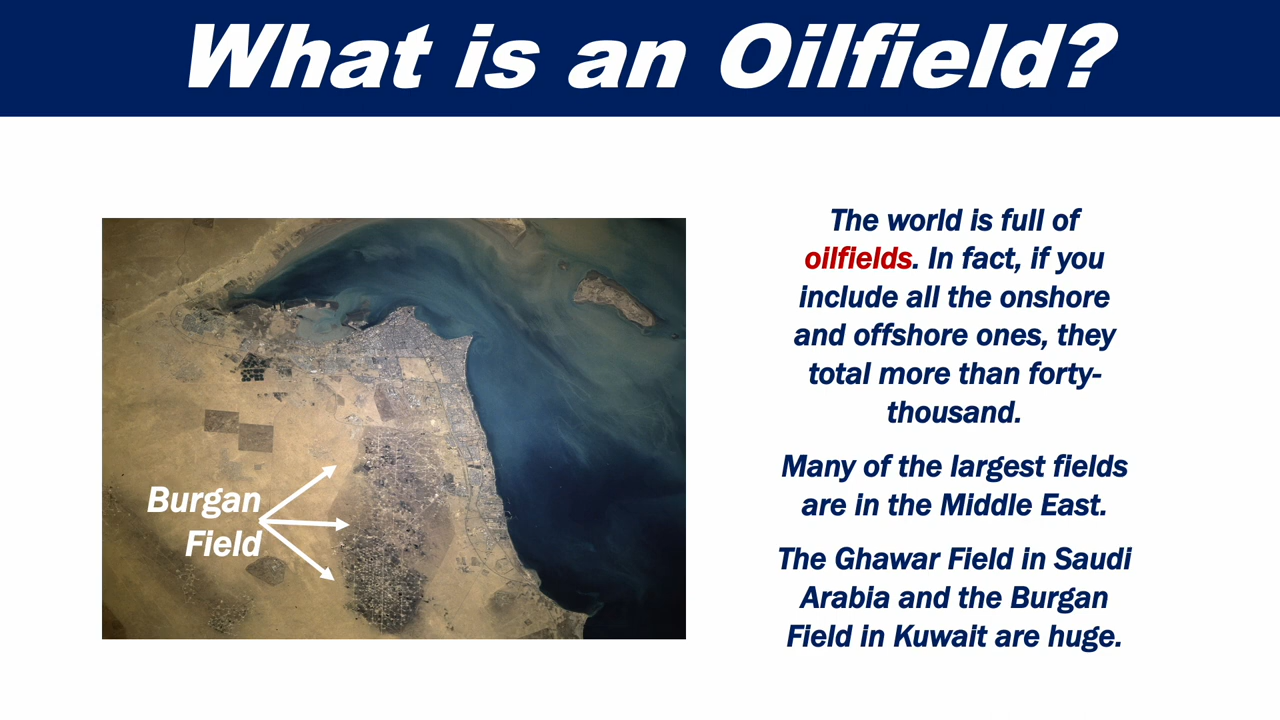 What is an Oilfield?
Burgan
Field
The world is full of
oilfields. In fact, if you
include all the onshore
and offshore ones, they
total more than forty-
thousand.
Many of the largest fields
are in the Middle East.
The Ghawar Field in Saudi
Arabia and the Burgan
Field in Kuwait are huge.